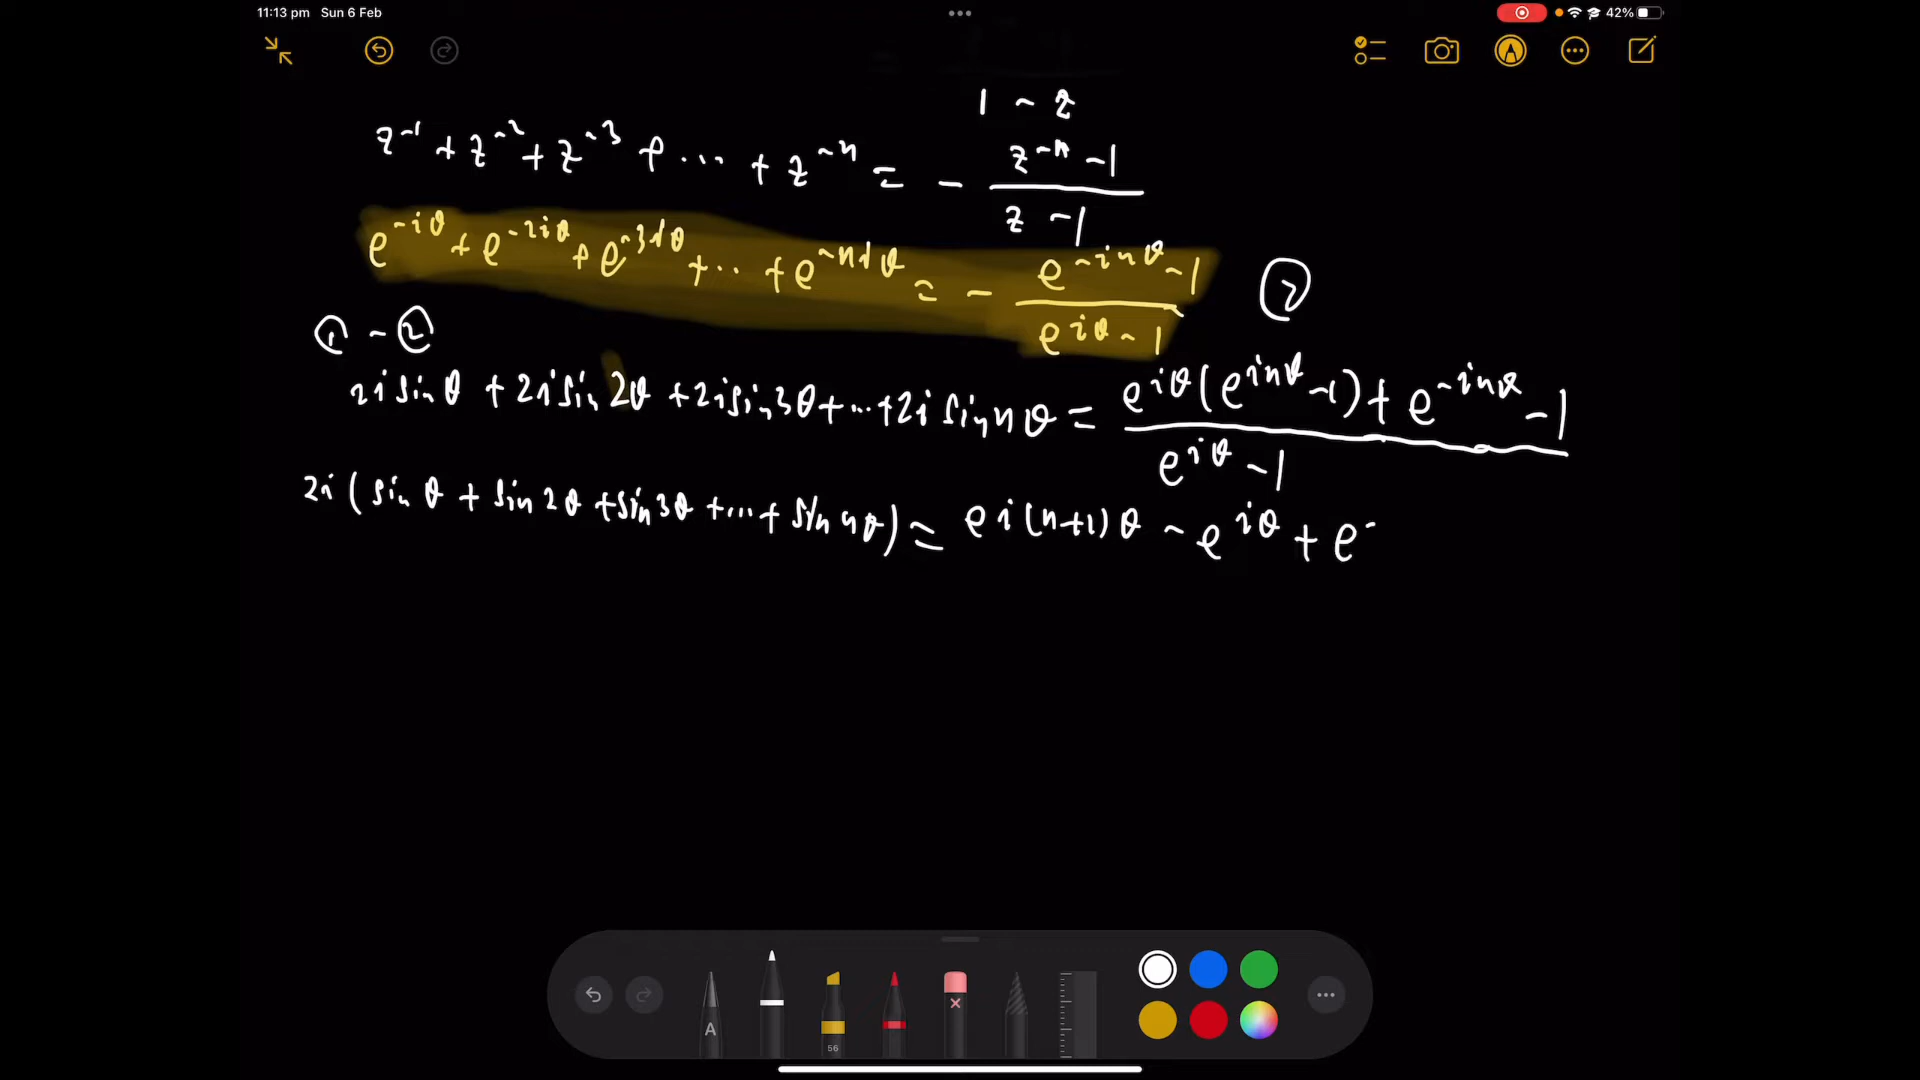 11:13 pm Sun 6 Feb 42%
1 - z
z⁻¹ + z⁻² + z⁻³ + ... + z⁻ⁿ = - (z⁻ⁿ - 1)/(z - 1)
e^(-iθ) + e^(-2iθ) + e^(-3iθ) + ... + e^(-niθ) = - (e^(-inθ) - 1)/(e^(iθ) - 1) ②
① - ②
2i sin θ + 2i sin 2θ + 2i sin 3θ + ... + 2i sin nθ = (e^(iθ)(e^(inθ) - 1) + e^(-inθ) - 1)/(e^(iθ) - 1)
2i (sin θ + sin 2θ + sin 3θ + ... + sin nθ) = e^(i(n+1)θ) - e^(iθ) + e^-
A
56